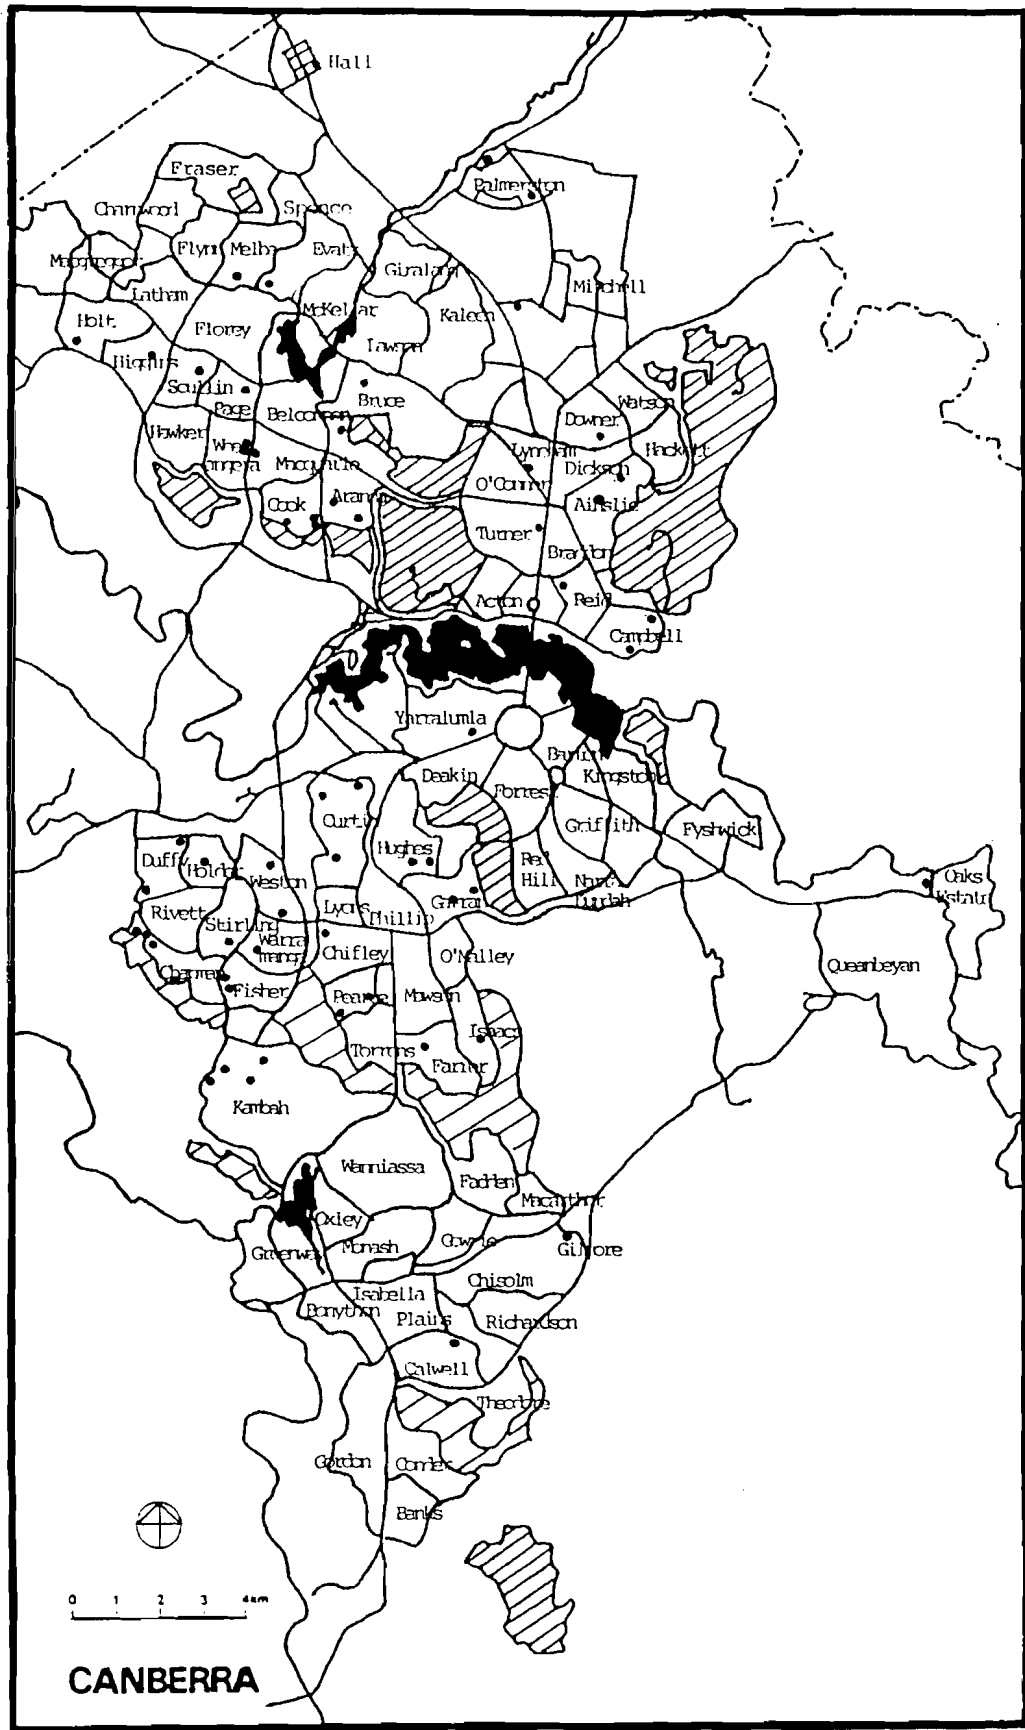 Hall
Fraser
Palmerston
Charnwood
Spence
Flynn
Melba
Evatt
Macgregor
Giralang
Latham
Mitchell
McKellar
Holt
Florey
Kaleen
Lawson
Higgins
Scullin
Page
Bruce
Watson
Belconnen
Downer
Hawker
Macquarie
Lyneham
Hackett
Dickson
O'Connor
Cook
Aranda
Ainslie
Turner
Braddon
Acton
Reid
Campbell
Yarralumla
Barton
Deakin
Kingston
Forrest
Curtin
Griffith
Fyshwick
Hughes
Duffy
Holder
Red
Hill
Weston
Oaks
Estate
Garran
Lyons
Phillip
Rivett
Stirling
Chifley
O'Malley
Queanbeyan
Chapman
Fisher
Pearce
Mawson
Isaacs
Torrens
Farrer
Kambah
Wanniassa
Fadden
Macarthur
Oxley
Monash
Gowrie
Gilmore
Greenway
Chisolm
Isabella
Plains
Bonython
Richardson
Calwell
Theodore
Gordon
Conder
Banks
0 1 2 3 4km
CANBERRA